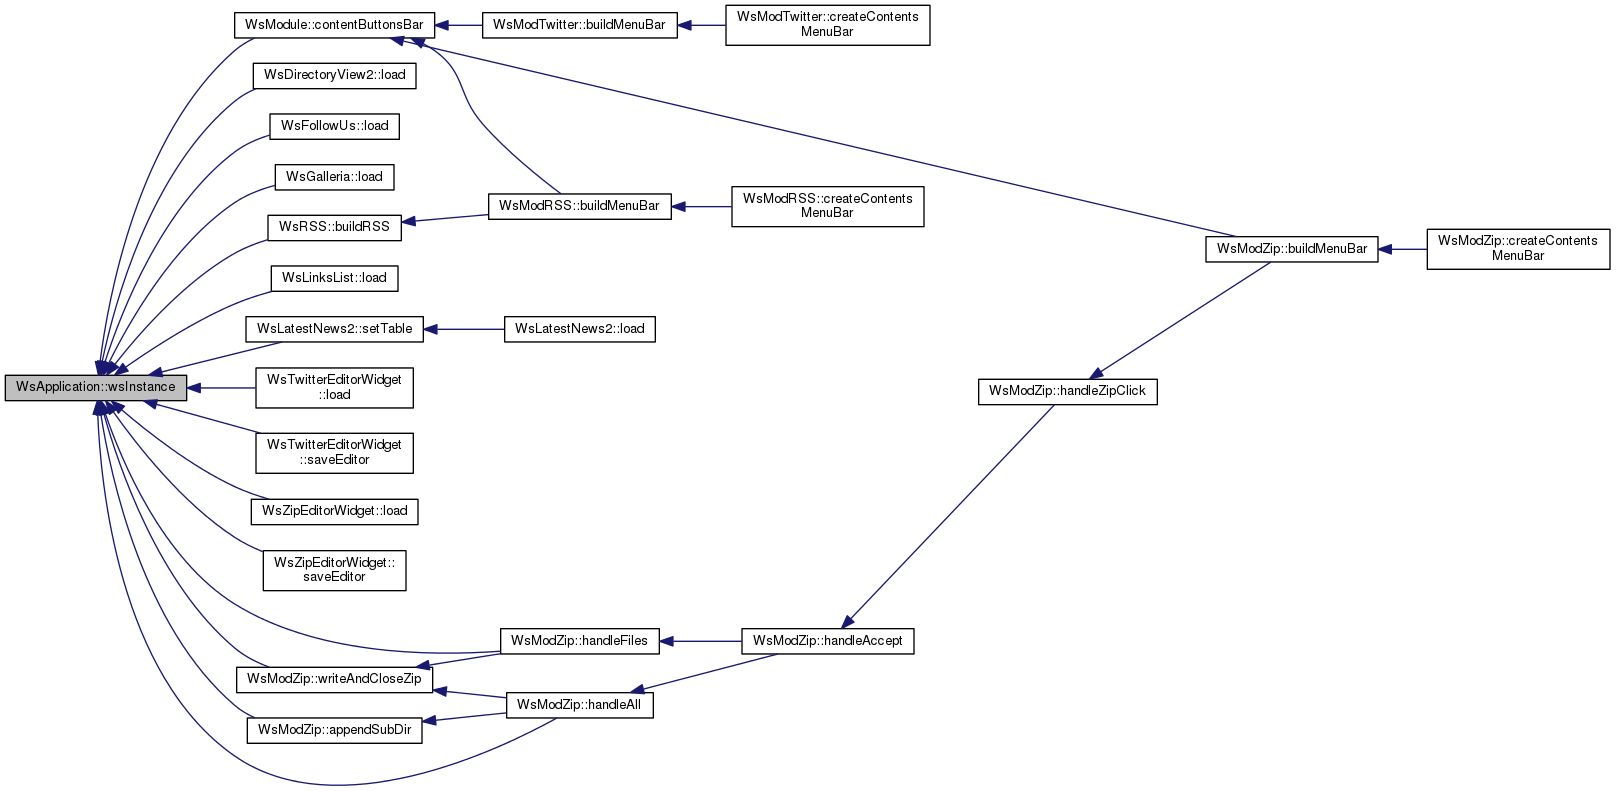 WsModule::contentButtonsBar
WsModTwitter::buildMenuBar
WsModTwitter::createContents
MenuBar
WsDirectoryView2::load
WsFollowUs::load
WsGalleria::load
WsModRSS::buildMenuBar
WsModRSS::createContents
MenuBar
WsRSS::buildRSS
WsModZip::buildMenuBar
WsModZip::createContents
MenuBar
WsLinksList::load
WsLatestNews2::setTable
WsLatestNews2::load
WsApplication::wsInstance
WsTwitterEditorWidget
::load
WsModZip::handleZipClick
WsTwitterEditorWidget
::saveEditor
WsZipEditorWidget::load
WsZipEditorWidget::
saveEditor
WsModZip::handleFiles
WsModZip::handleAccept
WsModZip::writeAndCloseZip
WsModZip::handleAll
WsModZip::appendSubDir